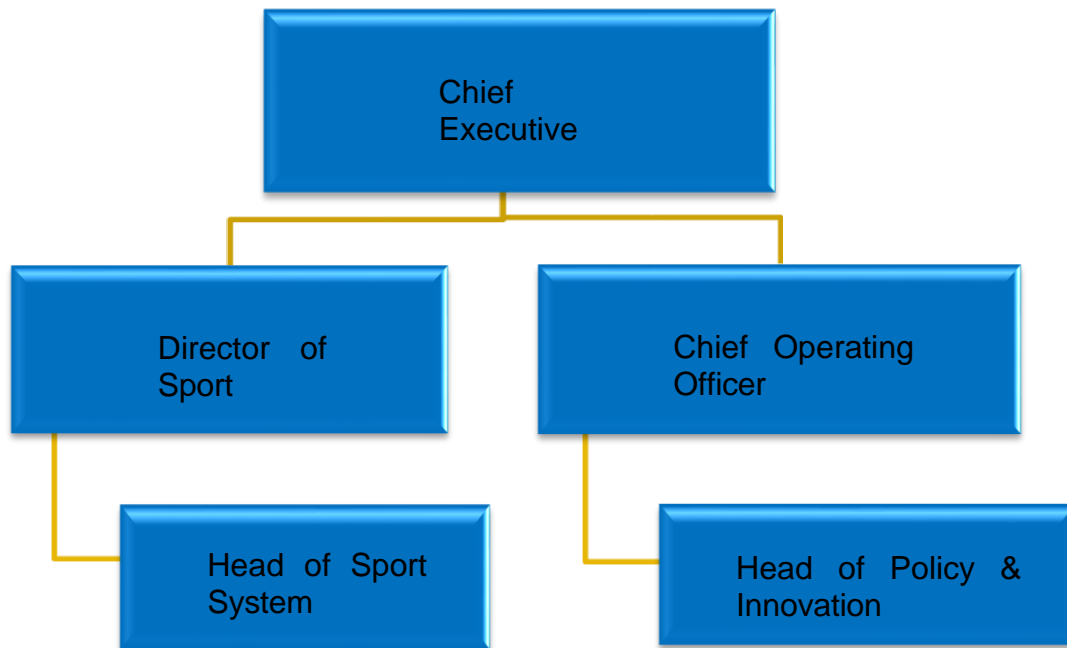 Chief
Executive
Director of
Sport
Chief Operating
Officer
Head of Sport
System
Head of Policy &
Innovation